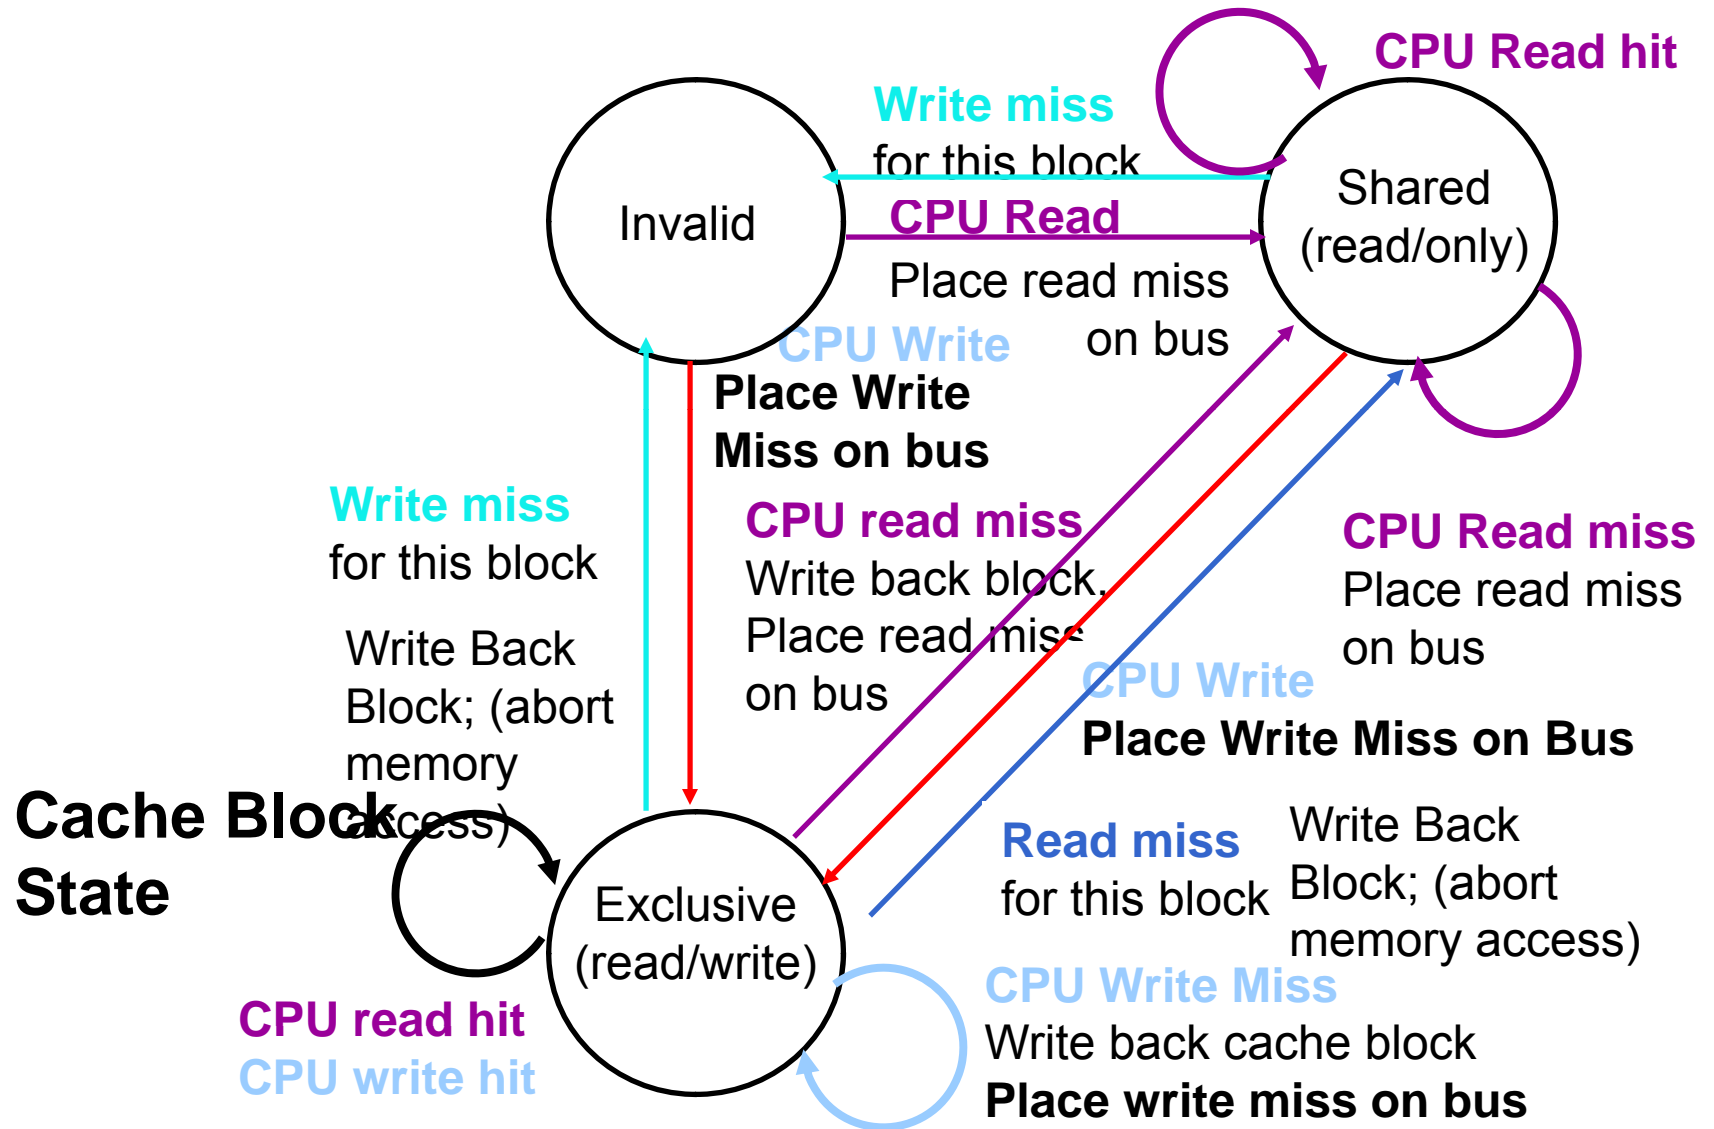 CPU Read hit
Write miss
for this block
Invalid
CPU Read
Shared
(read/only)
Place read miss
on bus
CPU Write
Place Write
Miss on bus
Write miss
for this block
Write Back
Block; (abort
memory
access)
CPU read miss
Write back block,
Place read miss
on bus
CPU Read miss
Place read miss
on bus
CPU Write
Place Write Miss on Bus
Cache Block
State
Read miss
for this block
Write Back
Block; (abort
memory access)
Exclusive
(read/write)
CPU read hit
CPU write hit
CPU Write Miss
Write back cache block
Place write miss on bus